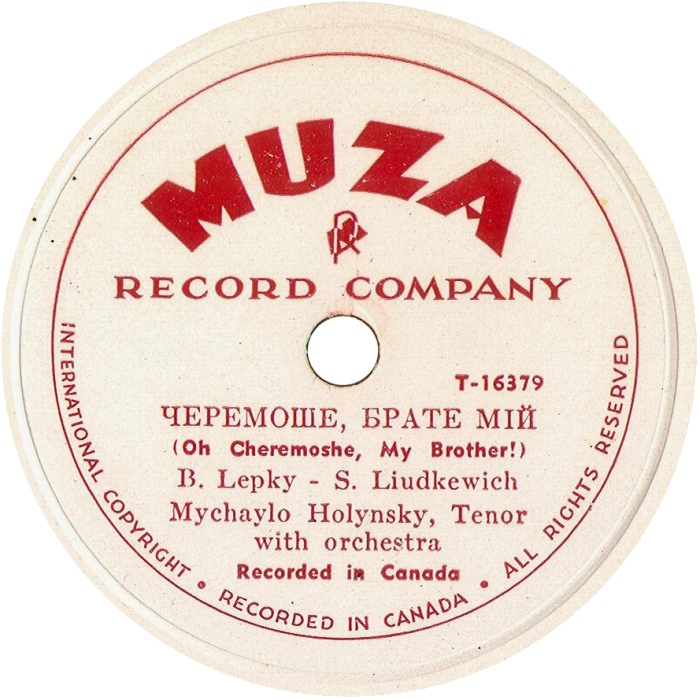 MUZA
RECORD COMPANY
T-16379
ЧЕРЕМОШЕ, БРАТЕ МІЙ
(Oh Cheremoshe, My Brother!)
B. Lepky - S. Liudkewich
Mychaylo Holynsky, Tenor
with orchestra
Recorded in Canada
INTERNATIONAL COPYRIGHT • RECORDED IN CANADA • ALL RIGHTS RESERVED